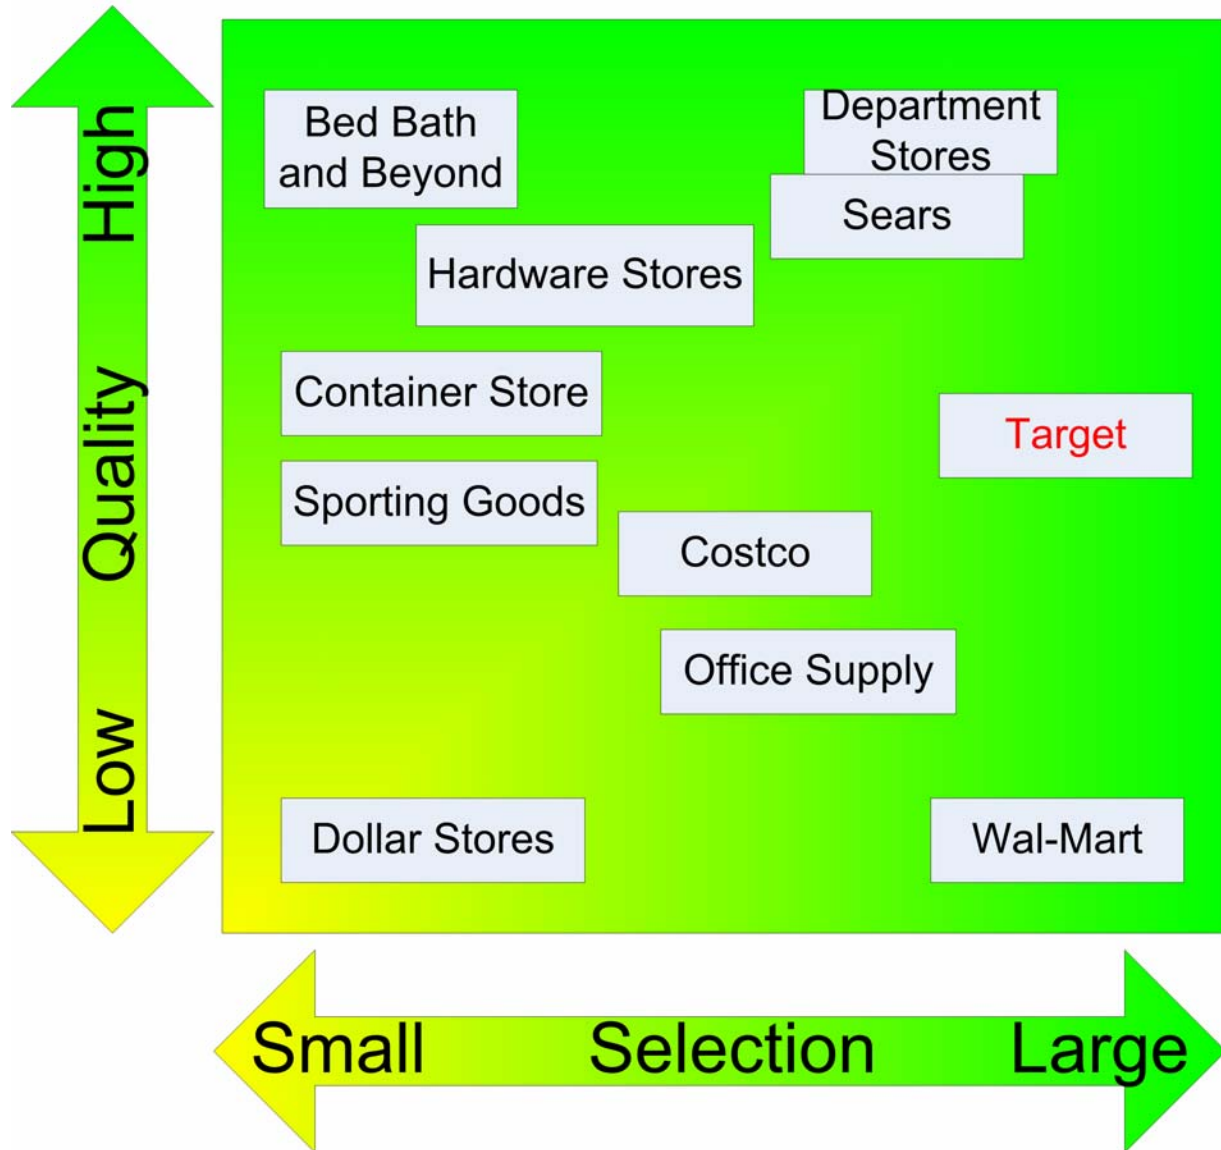 High
Quality
Low
Bed Bath
and Beyond
Department
Stores
Sears
Hardware Stores
Container Store
Target
Sporting Goods
Costco
Office Supply
Dollar Stores
Wal-Mart
Small
Selection
Large